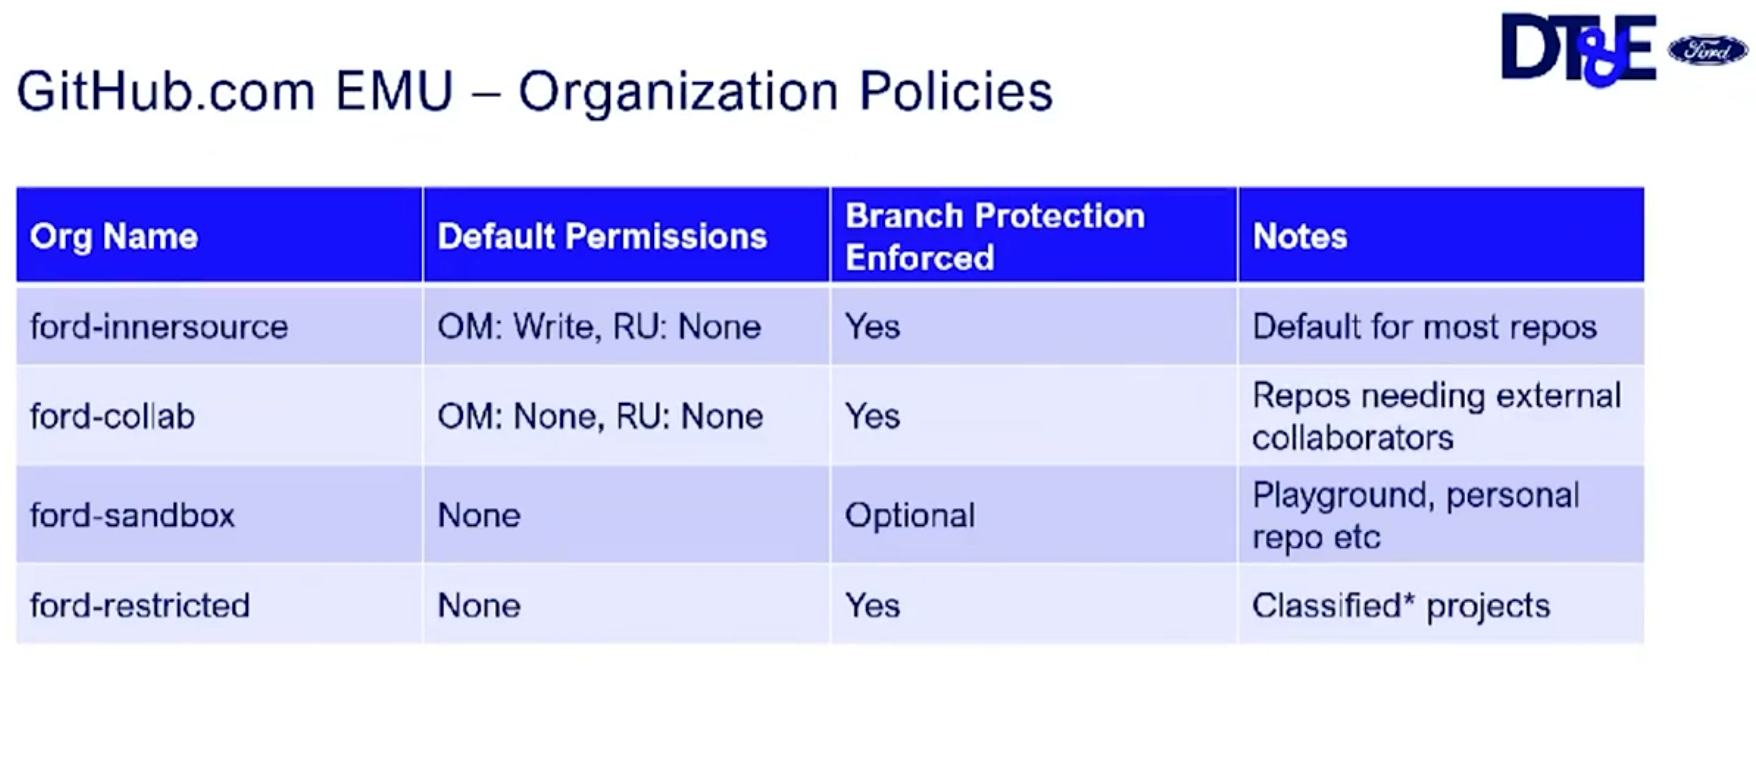 DT&E Ford
GitHub.com EMU – Organization Policies
Org Name
Default Permissions
Branch Protection
Enforced
Notes
ford-innersource
OM: Write, RU: None
Yes
Default for most repos
ford-collab
OM: None, RU: None
Yes
Repos needing external
collaborators
ford-sandbox
None
Optional
Playground, personal
repo etc
ford-restricted
None
Yes
Classified* projects